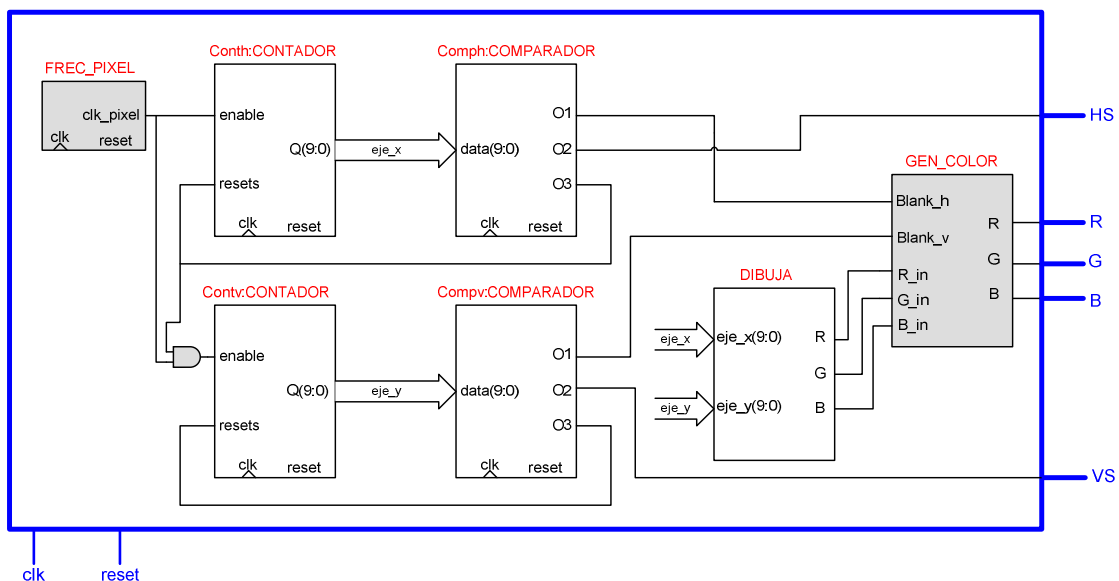 Conth:CONTADOR
Comph:COMPARADOR
FREC_PIXEL
clk_pixel
clk
reset
enable
Q(9:0)
resets
clk
reset
eje_x
O1
O2
data(9:0)
O3
clk
reset
HS
GEN_COLOR
Blank_h
Blank_v
R_in
G_in
B_in
R
G
B
R
G
B
Contv:CONTADOR
Compv:COMPARADOR
enable
Q(9:0)
resets
clk
reset
eje_y
O1
O2
data(9:0)
O3
clk
reset
DIBUJA
eje_x
eje_x(9:0)
eje_y
eje_y(9:0)
R
G
B
VS
clk
reset